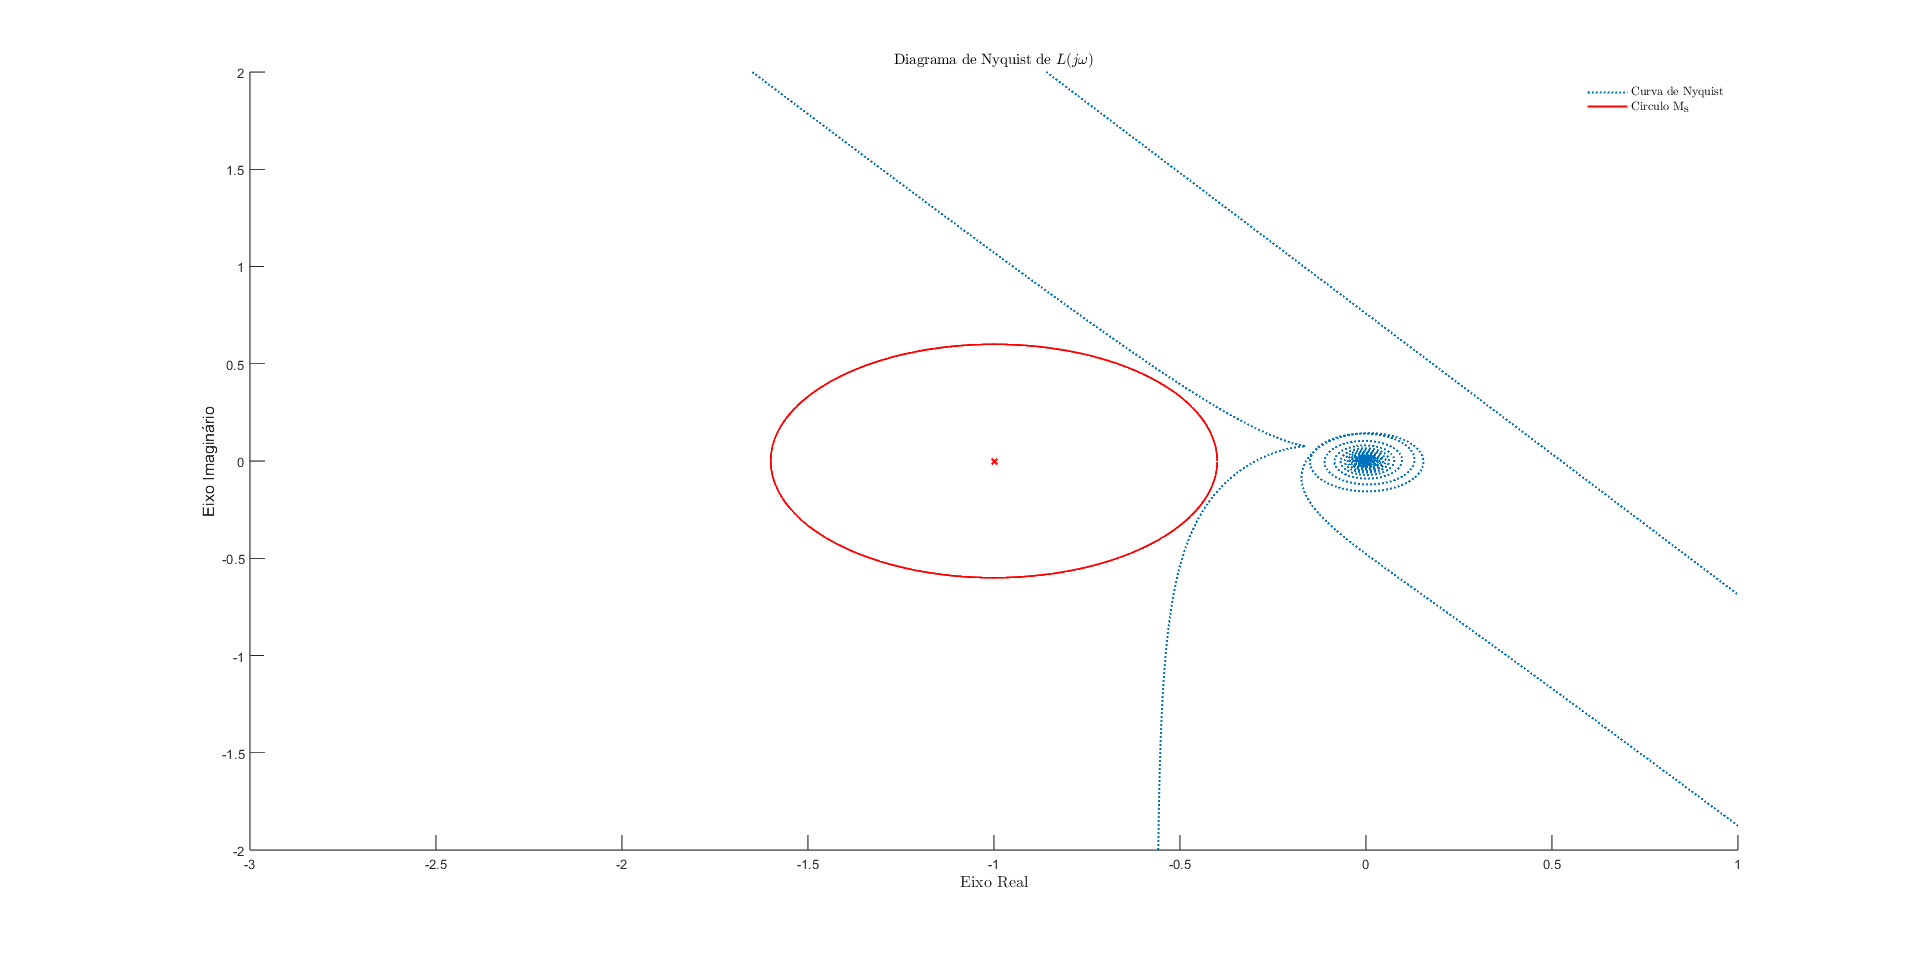 Diagrama de Nyquist de L(jω)
Curva de Nyquist
Circulo Ms
2
1.5
1
0.5
0
-0.5
-1
-1.5
-2
Eixo Imaginário
-3 -2.5 -2 -1.5 -1 -0.5 0 0.5 1
Eixo Real